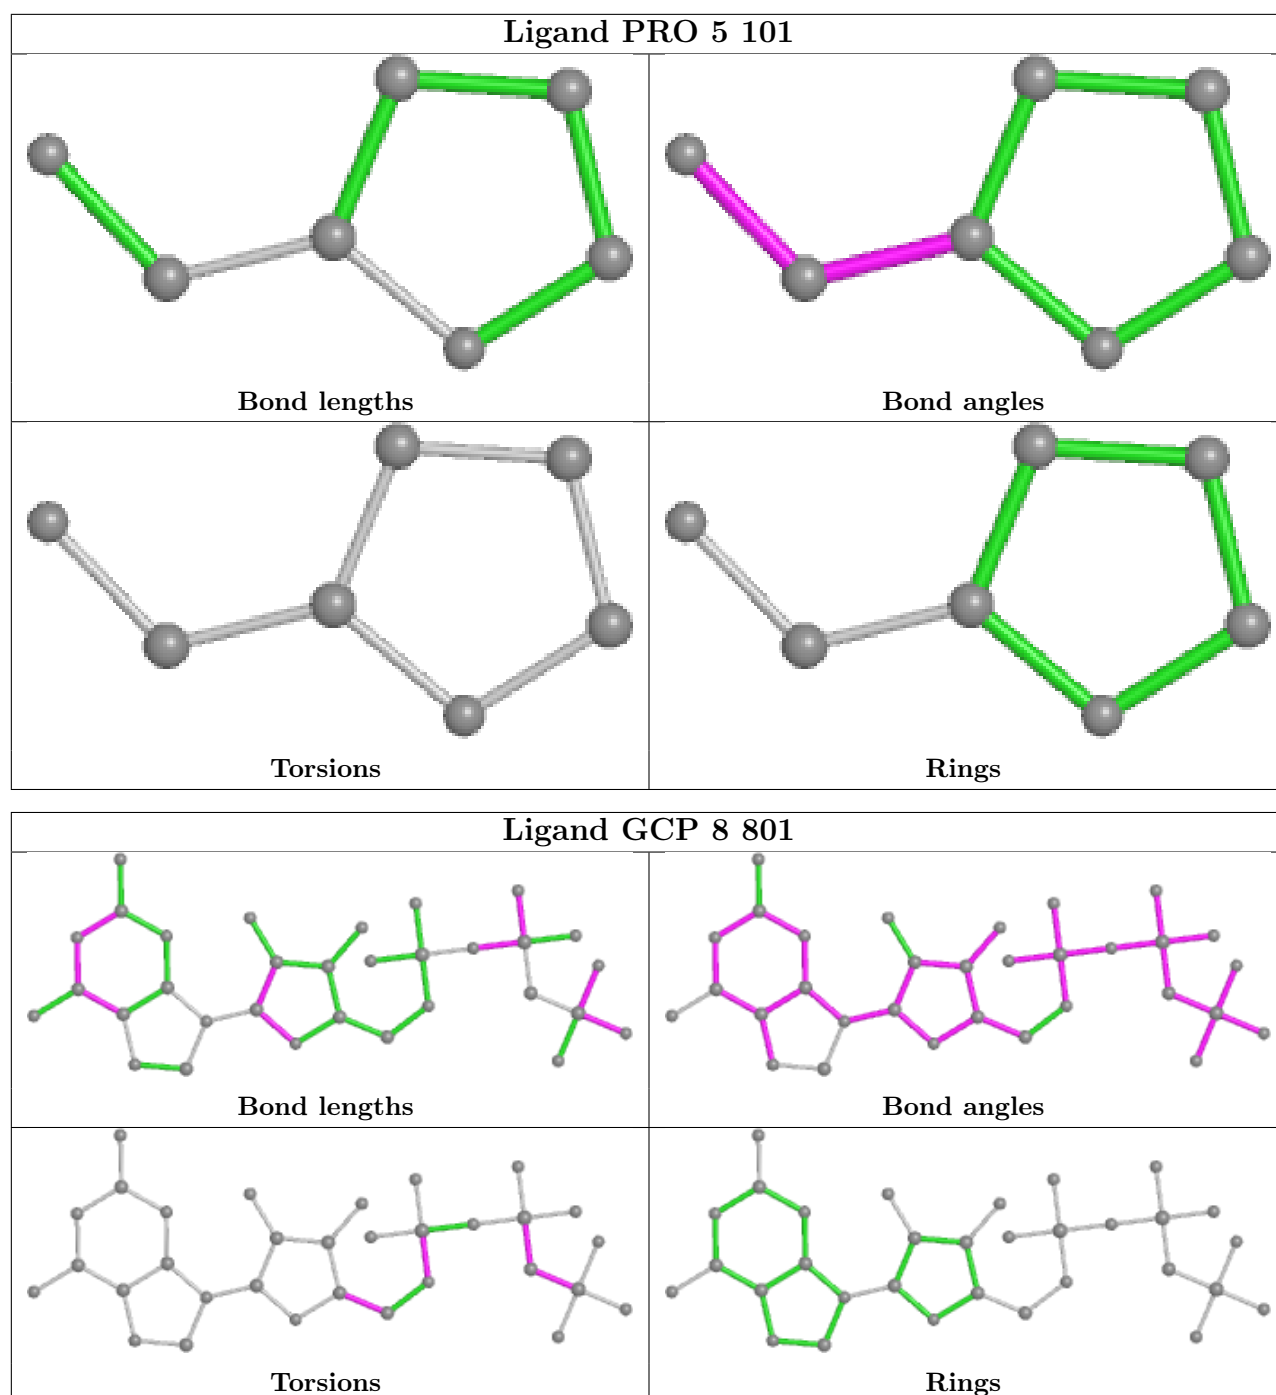 Ligand PRO 5 101
Bond lengths
Bond angles
Torsions
Rings
Ligand GCP 8 801
Bond lengths
Bond angles
Torsions
Rings